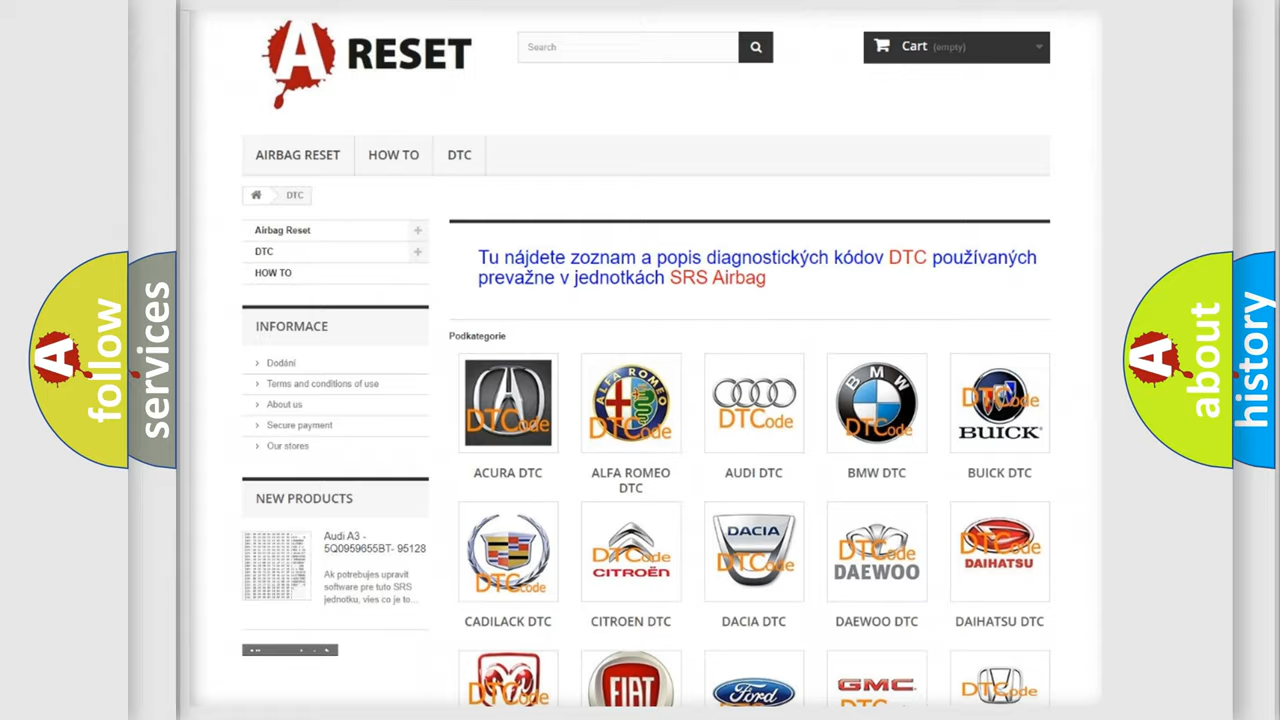 A RESET
Search
Cart (empty)
AIRBAG RESET
HOW TO
DTC
DTC
Airbag Reset
DTC
HOW TO
Tu nájdete zoznam a popis diagnostických kódov DTC používaných
prevažne v jednotkách SRS Airbag
INFORMACE
Dodání
Terms and conditions of use
About us
Secure payment
Our stores
Podkategorie
DTCode
ALFA ROMEO
DTCode
DTCode
BMW
DTCode
DTCode
BUICK
ACURA DTC
ALFA ROMEO
DTC
AUDI DTC
BMW DTC
BUICK DTC
NEW PRODUCTS
Audi A3 -
5Q0959655BT- 95128
Ak potrebujes upravit
software pre tuto SRS
jednotku, vies co je to...
DTCode
DTCode
CITROËN
DACIA
DTCode
DTCode
DAEWOO
DTCode
DAIHATSU
CADILACK DTC
CITROEN DTC
DACIA DTC
DAEWOO DTC
DAIHATSU DTC
DTCode
FIAT
Ford
GMC
DTCode
A follow
services
A about
history